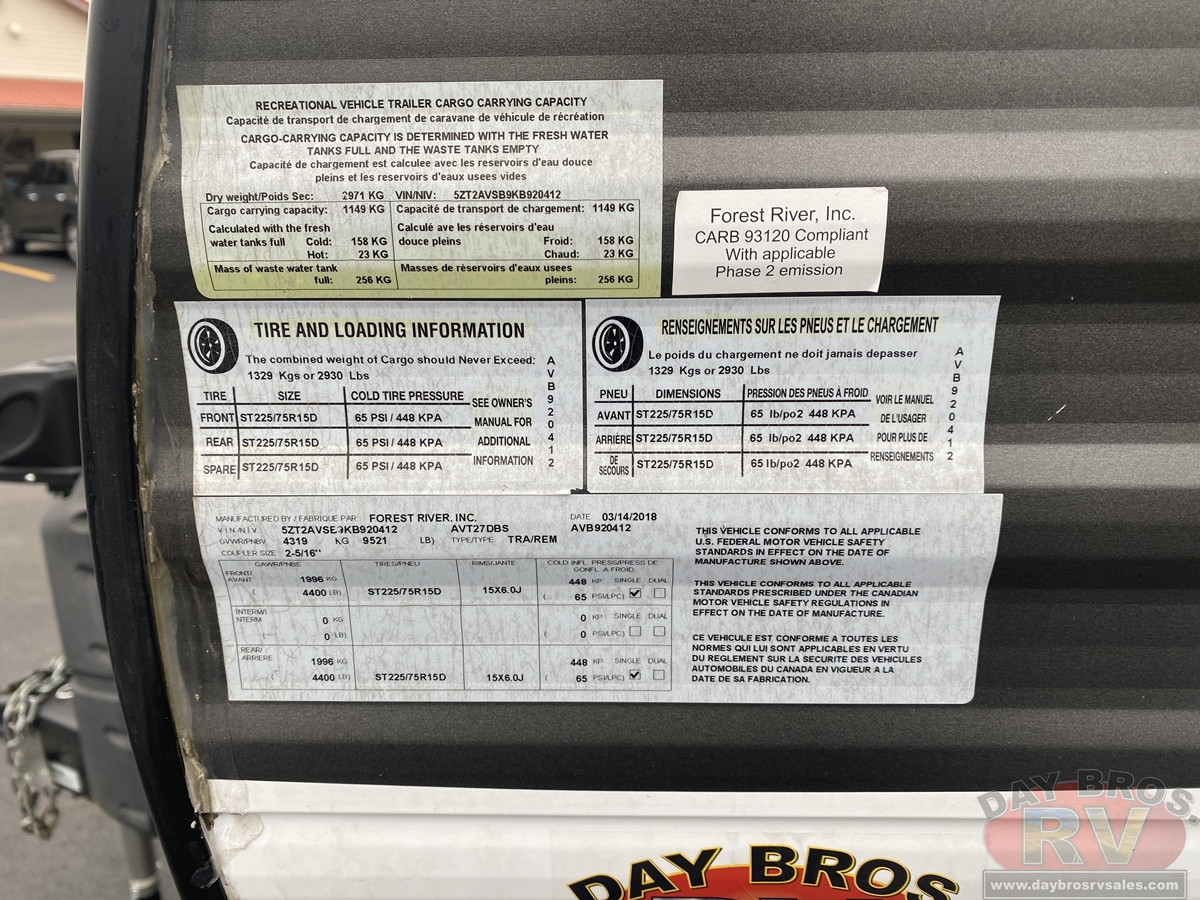 RECREATIONAL VEHICLE TRAILER CARGO CARRYING CAPACITY
Capacité de transport de chargement de caravane de véhicule de récréation
CARGO-CARRYING CAPACITY IS DETERMINED WITH THE FRESH WATER
TANKS FULL AND THE WASTE TANKS EMPTY
Capacité de chargement est calculee avec les reservoirs d'eau douce
pleins et les reservoirs d'eaux usees vides
Dry weight/Poids Sec: 2971 KG VIN/NIV: 5ZT2AVSB9KB920412
Cargo carrying capacity: 1149 KG Capacité de transport de chargement: 1149 KG
Calculated with the fresh Calculé ave les réservoirs d'eau
water tanks full Cold: 158 KG douce pleins Froid: 158 KG
Hot: 23 KG Chaud: 23 KG
Mass of waste water tank Masses de réservoirs d'eaux usees
full: 256 KG pleins: 256 KG
Forest River, Inc.
CARB 93120 Compliant
With applicable
Phase 2 emission
TIRE AND LOADING INFORMATION
The combined weight of Cargo should Never Exceed:
1329 Kgs or 2930 Lbs
TIRE SIZE COLD TIRE PRESSURE
FRONT ST225/75R15D 65 PSI / 448 KPA
REAR ST225/75R15D 65 PSI / 448 KPA
SPARE ST225/75R15D 65 PSI / 448 KPA
SEE OWNER'S
MANUAL FOR
ADDITIONAL
INFORMATION
AVB920412
RENSEIGNEMENTS SUR LES PNEUS ET LE CHARGEMENT
Le poids du chargement ne doit jamais depasser
1329 Kgs or 2930 Lbs
PNEU DIMENSIONS PRESSION DES PNEUS À FROID
AVANT ST225/75R15D 65 lb/po2 448 KPA
ARRIÈRE ST225/75R15D 65 lb/po2 448 KPA
DE
SECOURS ST225/75R15D 65 lb/po2 448 KPA
VOIR LE MANUEL
DE L'USAGER
POUR PLUS DE
RENSEIGNEMENTS
AVB920412
MANUFACTURED BY / FABRIQUE PAR: FOREST RIVER, INC. DATE 03/14/2018
V.I.N./N.I.V.: 5ZT2AVSB9KB920412 AVT27DBS AVB920412
GVWR/PNBV 4319 KG 9521 LB) TYPE/TYPE TRA/REM
COUPLER SIZE 2-5/16"
GAWR/PNBE TIRES/PNEU RIMS/JANTE COLD INFL. PRESS/PRESS DE
GONFL. A FROID
FRONT/
AVANT 1996 KG 448 KP SINGLE DUAL
( 4400 LB) ST225/75R15D 15X6.0J ( 65 PSI/LPC)
INTERM/I
NTERM 0 KG 0 KP SINGLE DUAL
( 0 LB) ( 0 PSI/LPC)
REAR/
ARRIERE 1996 KG 448 KP SINGLE DUAL
( 4400 LB) ST225/75R15D 15X6.0J ( 65 PSI/LPC)
THIS VEHICLE CONFORMS TO ALL APPLICABLE
U.S. FEDERAL MOTOR VEHICLE SAFETY
STANDARDS IN EFFECT ON THE DATE OF
MANUFACTURE SHOWN ABOVE.
THIS VEHICLE CONFORMS TO ALL APPLICABLE
STANDARDS PRESCRIBED UNDER THE CANADIAN
MOTOR VEHICLE SAFETY REGULATIONS IN
EFFECT ON THE DATE OF MANUFACTURE.
CE VEHICULE EST CONFORME A TOUTES LES
NORMES QUI LUI SONT APPLICABLES EN VERTU
DU REGLEMENT SUR LA SECURITE DES VEHICULES
AUTOMOBILES DU CANADA EN VIGUEUR A LA
DATE DE SA FABRICATION.
DAY BROS.
DAY BROS.
RV
www.daybrosrvsales.com